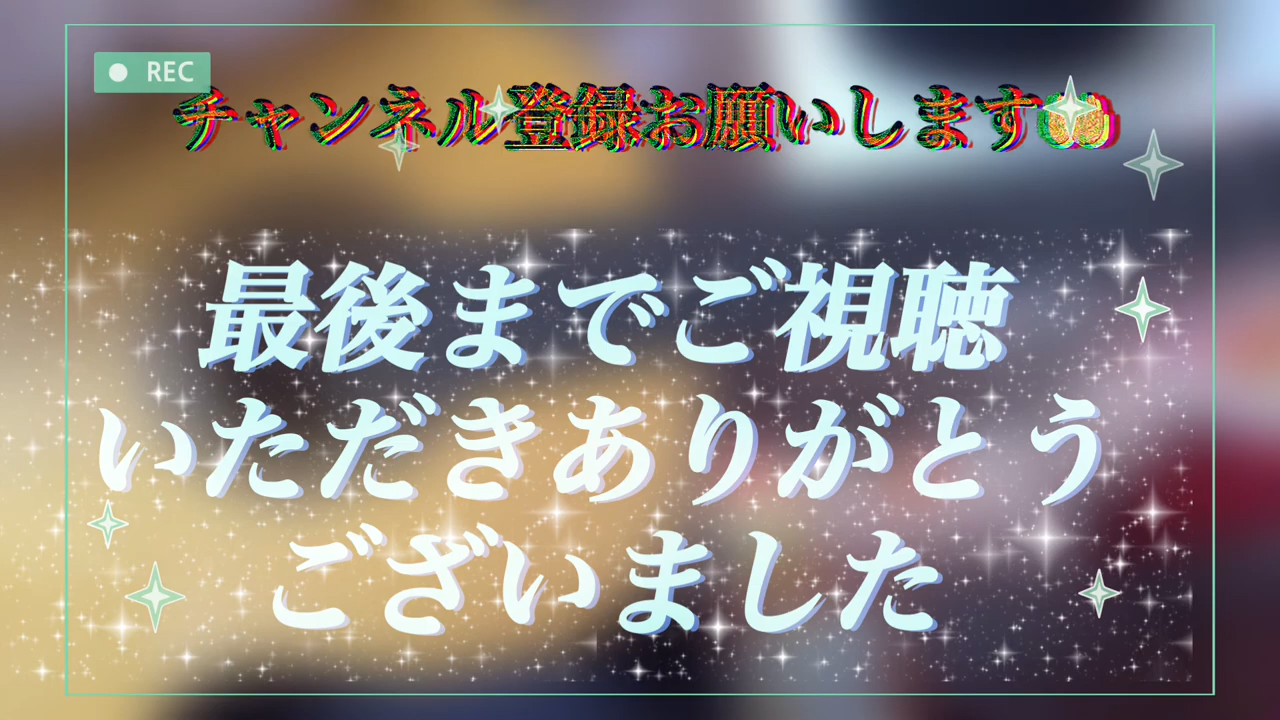 REC
チャンネル登録お願いします
最後までご視聴
いただきありがとう
ございました